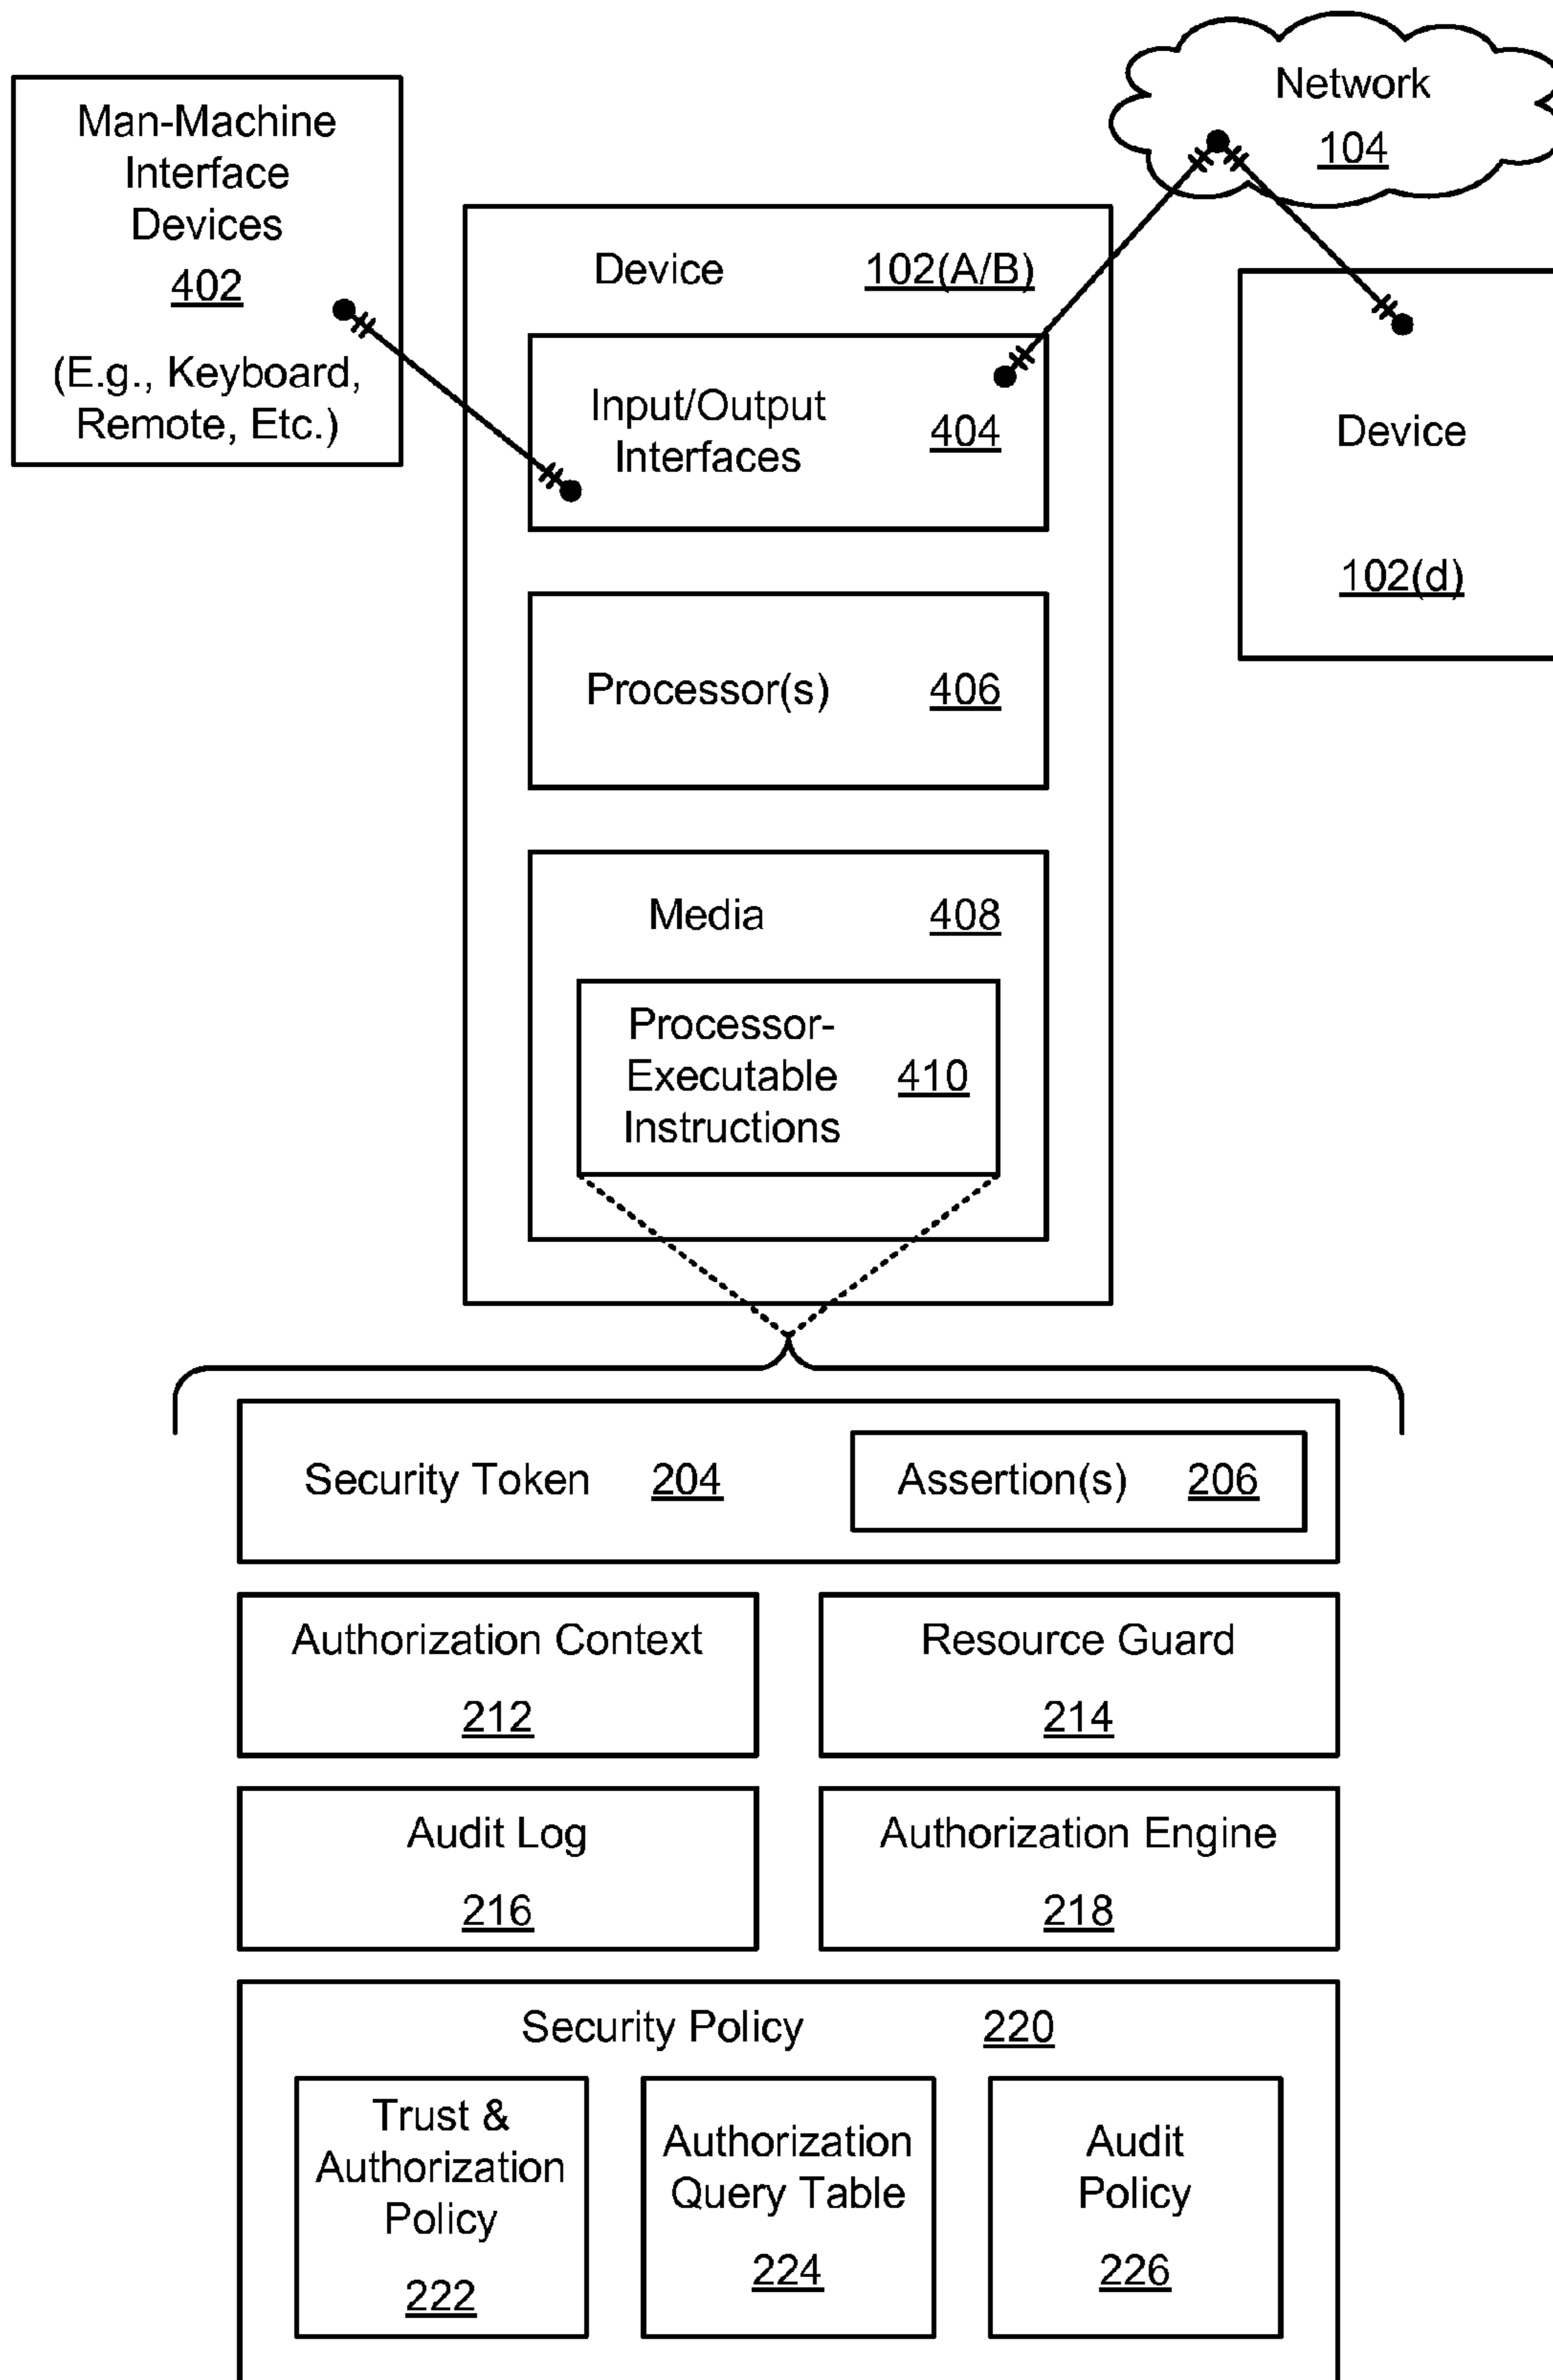 Man-Machine
Interface
Devices
402
(E.g., Keyboard,
Remote, Etc.)
Network
104
Device 102(A/B)
Input/Output
Interfaces
404
Device
102(d)
Processor(s) 406
Media 408
Processor-
Executable
Instructions
410
Security Token 204
Assertion(s) 206
Authorization Context
212
Resource Guard
214
Audit Log
216
Authorization Engine
218
Security Policy 220
Trust &
Authorization
Policy
222
Authorization
Query Table
224
Audit
Policy
226